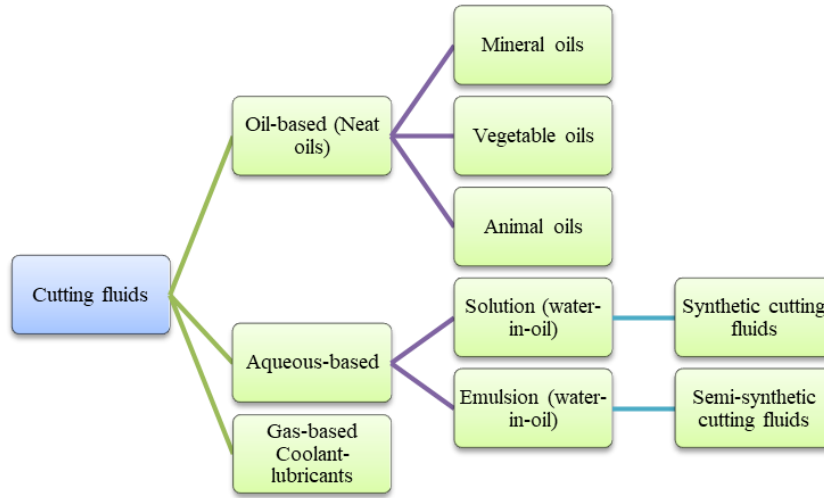 Mineral oils
Oil-based (Neat
oils)
Vegetable oils
Animal oils
Cutting fluids
Solution (water-
in-oil)
Synthetic cutting
fluids
Aqueous-based
Emulsion (water-
in-oil)
Semi-synthetic
cutting fluids
Gas-based
Coolant-
lubricants